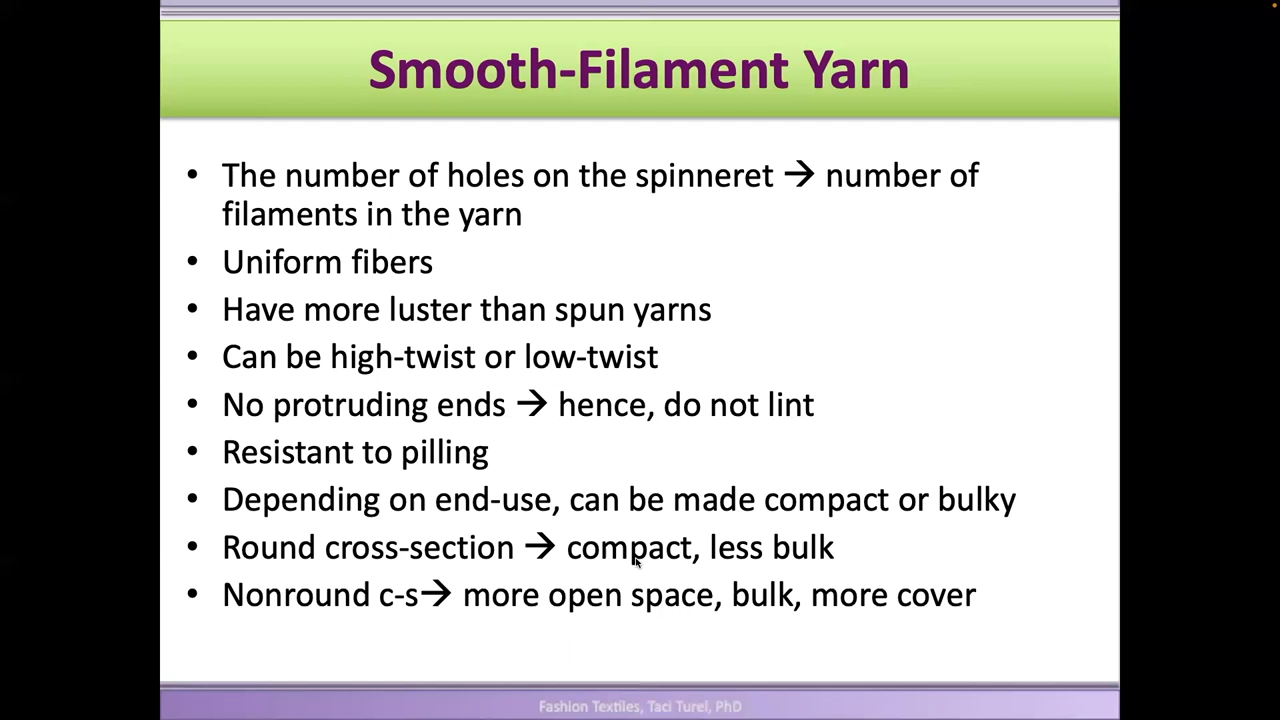 Smooth-Filament Yarn
• The number of holes on the spinneret → number of
filaments in the yarn
• Uniform fibers
• Have more luster than spun yarns
• Can be high-twist or low-twist
• No protruding ends → hence, do not lint
• Resistant to pilling
• Depending on end-use, can be made compact or bulky
• Round cross-section → compact, less bulk
• Nonround c-s→ more open space, bulk, more cover
Fashion Textiles, Taci Turel, PhD